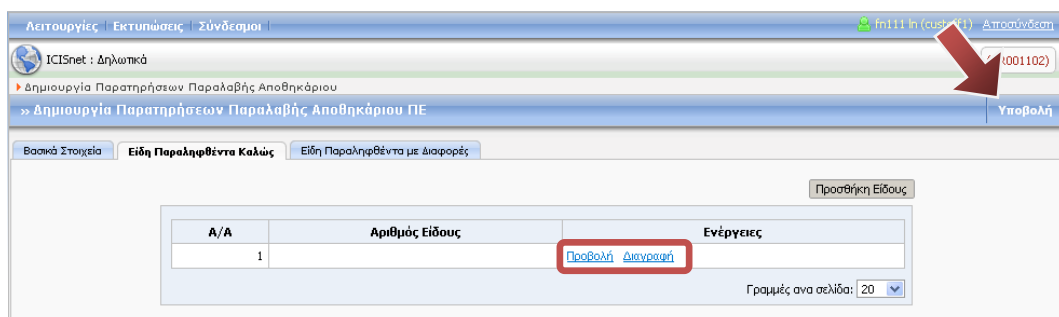 Λειτουργίες Εκτυπώσεις Σύνδεσμοι fn111 ln Αποσύνδεση
ICISnet : Δηλωτικά
Δημιουργία Παρατηρήσεων Παραλαβής Αποθηκάριου
» Δημιουργία Παρατηρήσεων Παραλαβής Αποθηκάριου ΠΕ Υποβολή
Βασικά Στοιχεία Είδη Παραληφθέντα Καλώς Είδη Παραληφθέντα με Διαφορές
Προσθήκη Είδους
Α/Α Αριθμός Είδους Ενέργειες
1 Προβολή Διαγραφή
Γραμμές ανα σελίδα: 20